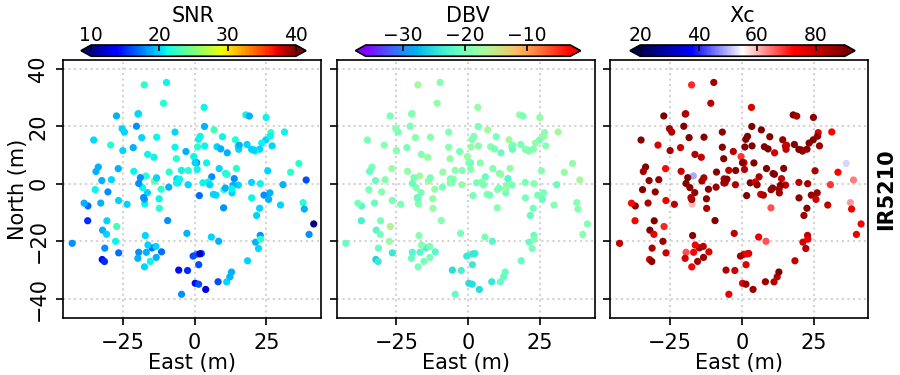 SNR DBV Xc
10 20 30 40 −30 −20 −10 20 40 60 80
40
20
0
−20
−40
North (m)
−25 0 25 −25 0 25 −25 0 25
East (m) East (m) East (m)
IR5210